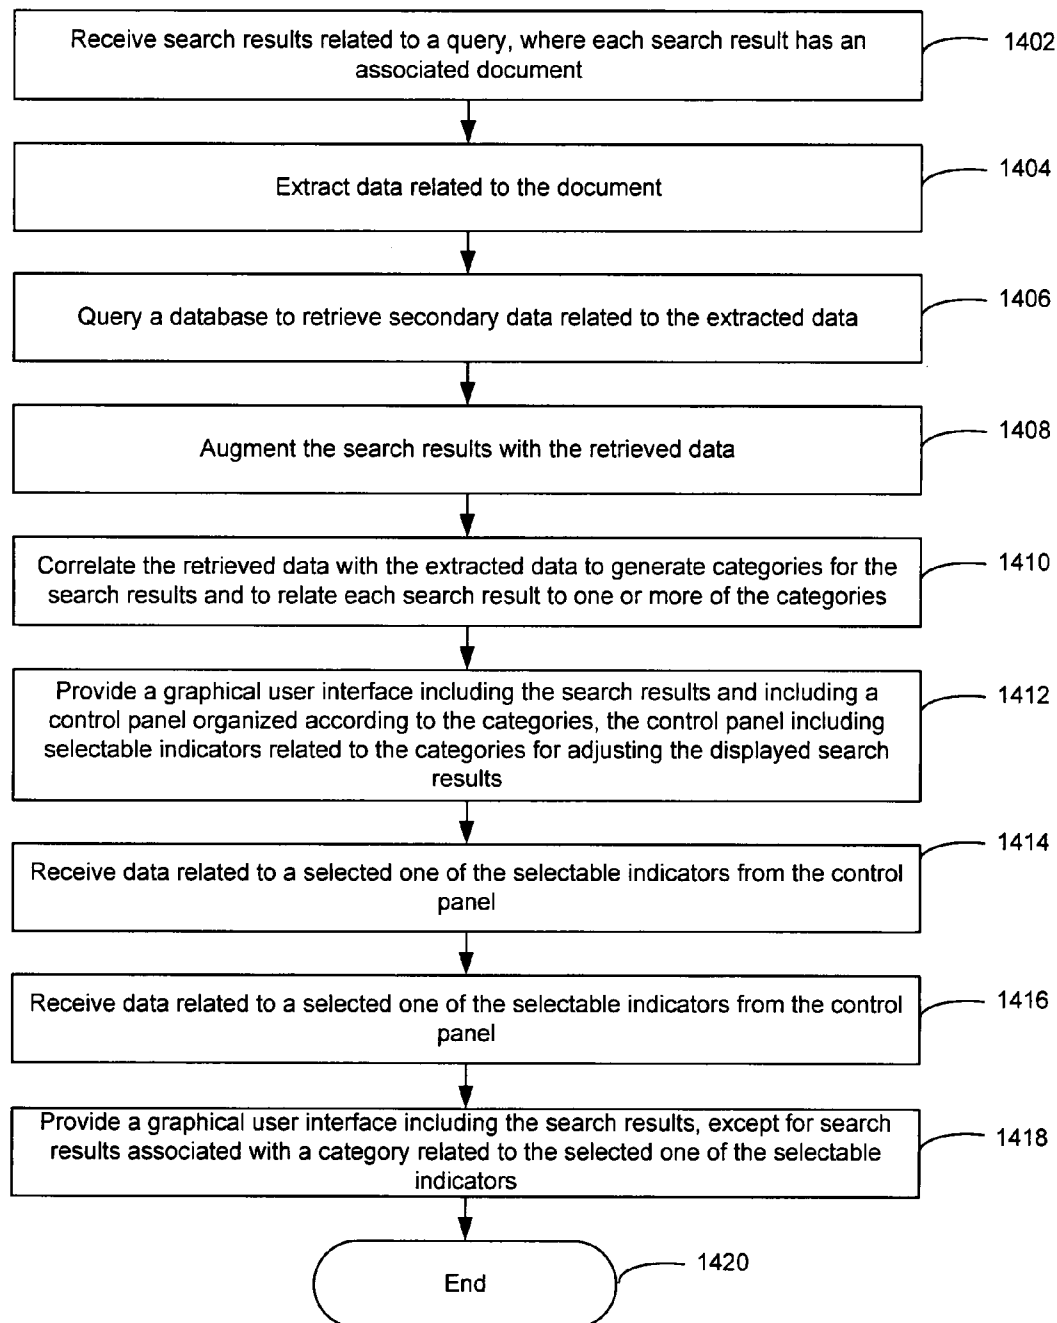 Receive search results related to a query, where each search result has an
associated document
1402
Extract data related to the document
1404
Query a database to retrieve secondary data related to the extracted data
1406
Augment the search results with the retrieved data
1408
Correlate the retrieved data with the extracted data to generate categories for the
search results and to relate each search result to one or more of the categories
1410
Provide a graphical user interface including the search results and including a
control panel organized according to the categories, the control panel including
selectable indicators related to the categories for adjusting the displayed search
results
1412
Receive data related to a selected one of the selectable indicators from the control
panel
1414
Receive data related to a selected one of the selectable indicators from the control
panel
1416
Provide a graphical user interface including the search results, except for search
results associated with a category related to the selected one of the selectable
indicators
1418
End
1420